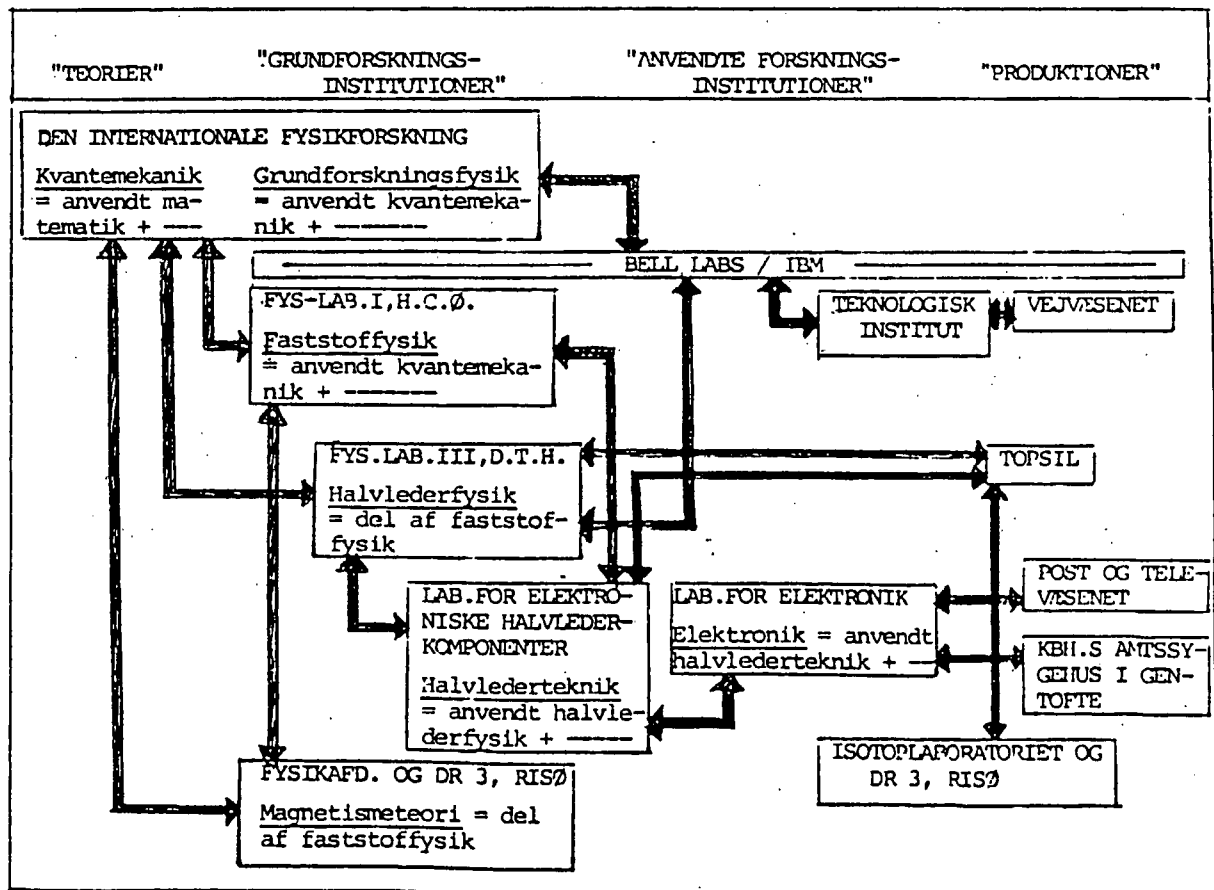 "TEORIER"
"GRUNDFORSKNINGS-
INSTITUTIONER"
"ANVENDTE FORSKNINGS-
INSTITUTIONER"
"PRODUKTIONER"
DEN INTERNATIONALE FYSIKFORSKNING
Kvantemekanik
= anvendt ma-
tematik + ---
Grundforskningsfysik
= anvendt kvantemeka-
nik + -------
BELL LABS / IBM
FYS-LAB.I,H.C.Ø.
Faststoffysik
= anvendt kvantemeka-
nik + -------
TEKNOLOGISK
INSTITUT
VEJVÆSENET
FYS.LAB.III,D.T.H.
Halvlederfysik
= del af faststof-
fysik
TOPSIL
LAB.FOR ELEKTRO-
NISKE HALVLEDER-
KOMPONENTER
Halvlederteknik
= anvendt halvle-
derfysik + -----
LAB.FOR ELEKTRONIK
Elektronik = anvendt
halvlederteknik + --
POST OG TELE-
VÆSENET
KBH.S AMTSSY-
GEHUS I GEN-
TOFTE
FYSIKAFD. OG DR 3, RISØ
Magnetismeteori = del
af faststoffysik
ISOTOPLABORATORIET OG
DR 3, RISØ